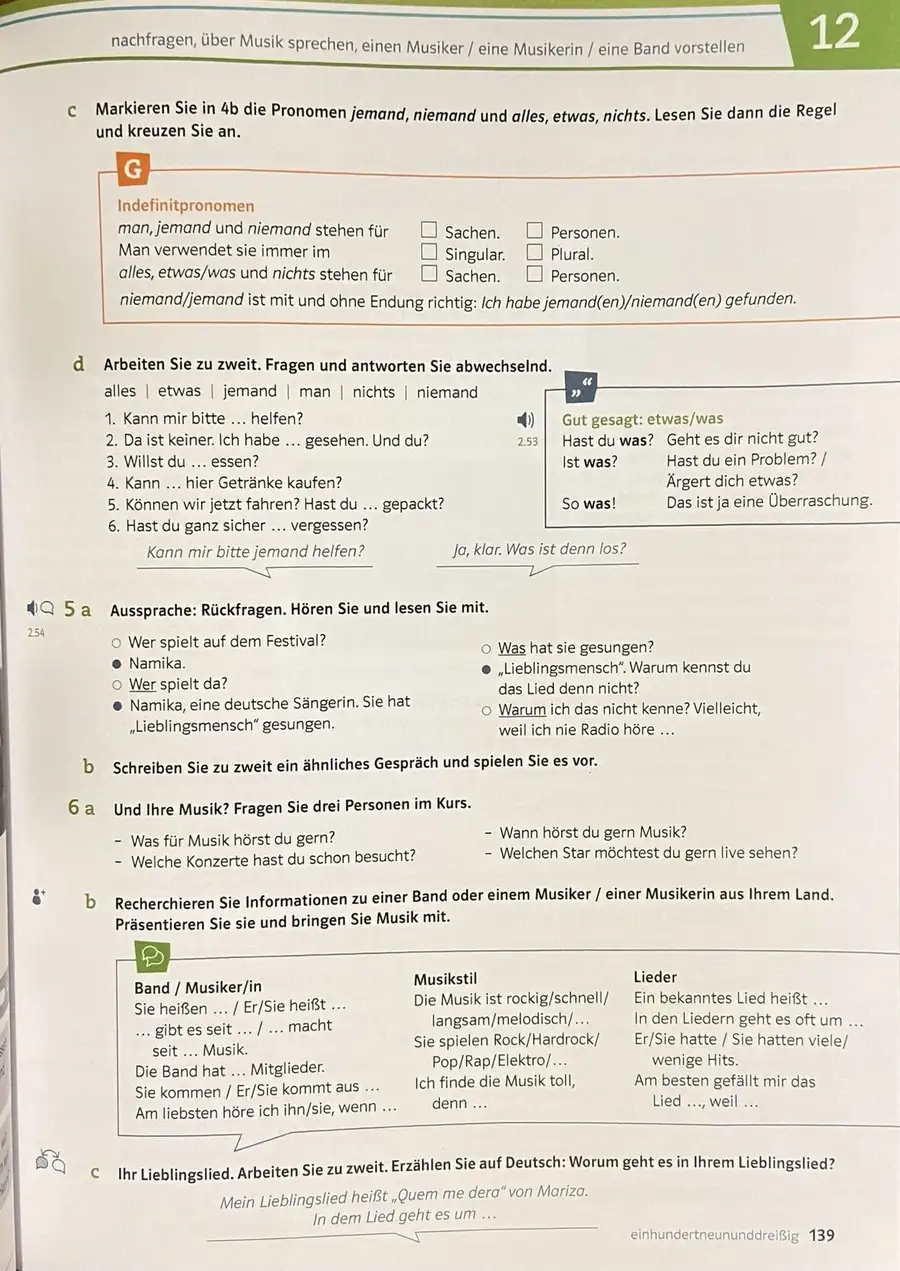 nachfragen, über Musik sprechen, einen Musiker / eine Musikerin / eine Band vorstellen
12
c Markieren Sie in 4b die Pronomen jemand, niemand und alles, etwas, nichts. Lesen Sie dann die Regel
und kreuzen Sie an.
G
Indefinitpronomen
man, jemand und niemand stehen für ☐ Sachen. ☐ Personen.
Man verwendet sie immer im ☐ Singular. ☐ Plural.
alles, etwas/was und nichts stehen für ☐ Sachen. ☐ Personen.
niemand/jemand ist mit und ohne Endung richtig: Ich habe jemand(en)/niemand(en) gefunden.
d Arbeiten Sie zu zweit. Fragen und antworten Sie abwechselnd.
alles | etwas | jemand | man | nichts | niemand
1. Kann mir bitte … helfen?
2. Da ist keiner. Ich habe … gesehen. Und du?
3. Willst du … essen?
4. Kann … hier Getränke kaufen?
5. Können wir jetzt fahren? Hast du … gepackt?
6. Hast du ganz sicher … vergessen?
2.53
„“
Gut gesagt: etwas/was
Hast du was? Geht es dir nicht gut?
Ist was? Hast du ein Problem? /
Ärgert dich etwas?
So was! Das ist ja eine Überraschung.
Kann mir bitte jemand helfen?
Ja, klar. Was ist denn los?
5 a Aussprache: Rückfragen. Hören Sie und lesen Sie mit.
2.54
○ Wer spielt auf dem Festival?
● Namika.
○ Wer spielt da?
● Namika, eine deutsche Sängerin. Sie hat
„Lieblingsmensch“ gesungen.
○ Was hat sie gesungen?
● „Lieblingsmensch“. Warum kennst du
das Lied denn nicht?
○ Warum ich das nicht kenne? Vielleicht,
weil ich nie Radio höre …
b Schreiben Sie zu zweit ein ähnliches Gespräch und spielen Sie es vor.
6 a Und Ihre Musik? Fragen Sie drei Personen im Kurs.
– Was für Musik hörst du gern?
– Welche Konzerte hast du schon besucht?
– Wann hörst du gern Musik?
– Welchen Star möchtest du gern live sehen?
b Recherchieren Sie Informationen zu einer Band oder einem Musiker / einer Musikerin aus Ihrem Land.
Präsentieren Sie sie und bringen Sie Musik mit.
Band / Musiker/in
Sie heißen … / Er/Sie heißt …
… gibt es seit … / … macht
seit … Musik.
Die Band hat … Mitglieder.
Sie kommen / Er/Sie kommt aus …
Am liebsten höre ich ihn/sie, wenn …
Musikstil
Die Musik ist rockig/schnell/
langsam/melodisch/…
Sie spielen Rock/Hardrock/
Pop/Rap/Elektro/…
Ich finde die Musik toll,
denn …
Lieder
Ein bekanntes Lied heißt …
In den Liedern geht es oft um …
Er/Sie hatte / Sie hatten viele/
wenige Hits.
Am besten gefällt mir das
Lied …, weil …
c Ihr Lieblingslied. Arbeiten Sie zu zweit. Erzählen Sie auf Deutsch: Worum geht es in Ihrem Lieblingslied?
Mein Lieblingslied heißt „Quem me dera“ von Mariza.
In dem Lied geht es um …
einhundertneununddreißig 139